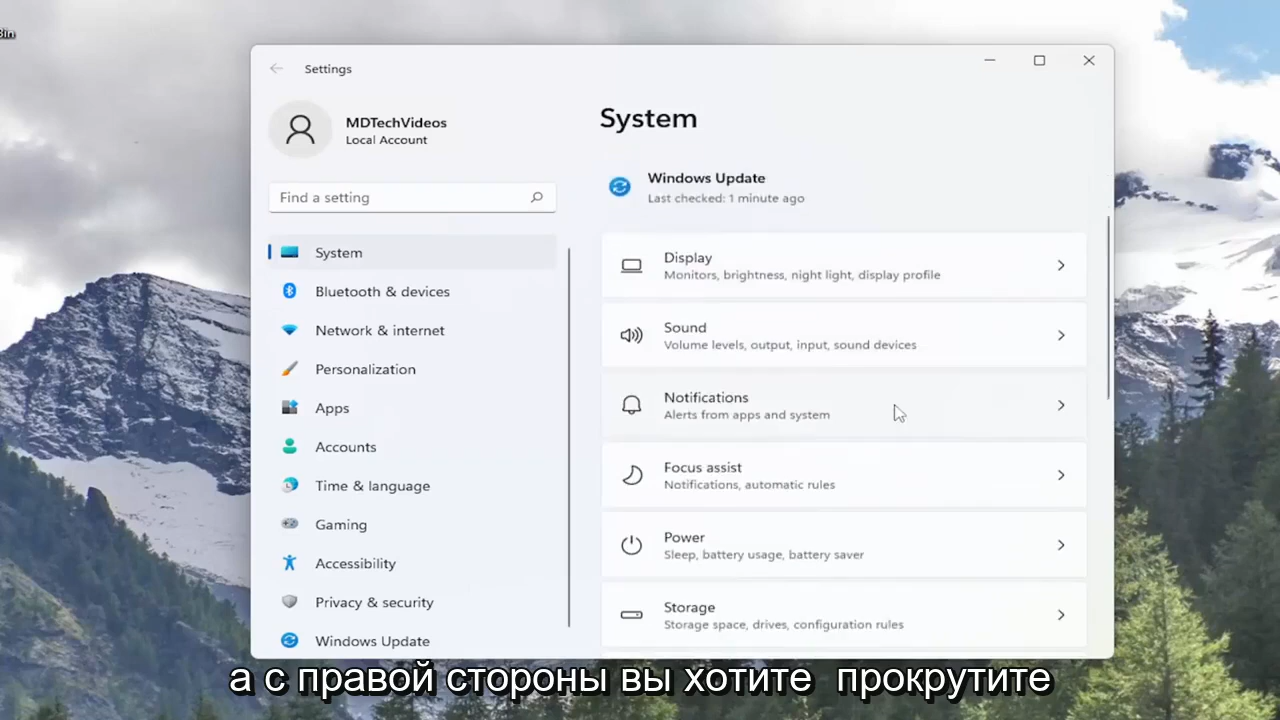 Bin
Settings
MDTechVideos
Local Account
Find a setting
System
Bluetooth & devices
Network & internet
Personalization
Apps
Accounts
Time & language
Gaming
Accessibility
Privacy & security
Windows Update
System
Windows Update
Last checked: 1 minute ago
Display
Monitors, brightness, night light, display profile
Sound
Volume levels, output, input, sound devices
Notifications
Alerts from apps and system
Focus assist
Notifications, automatic rules
Power
Sleep, battery usage, battery saver
Storage
Storage space, drives, configuration rules
а с правой стороны вы хотите прокрутите